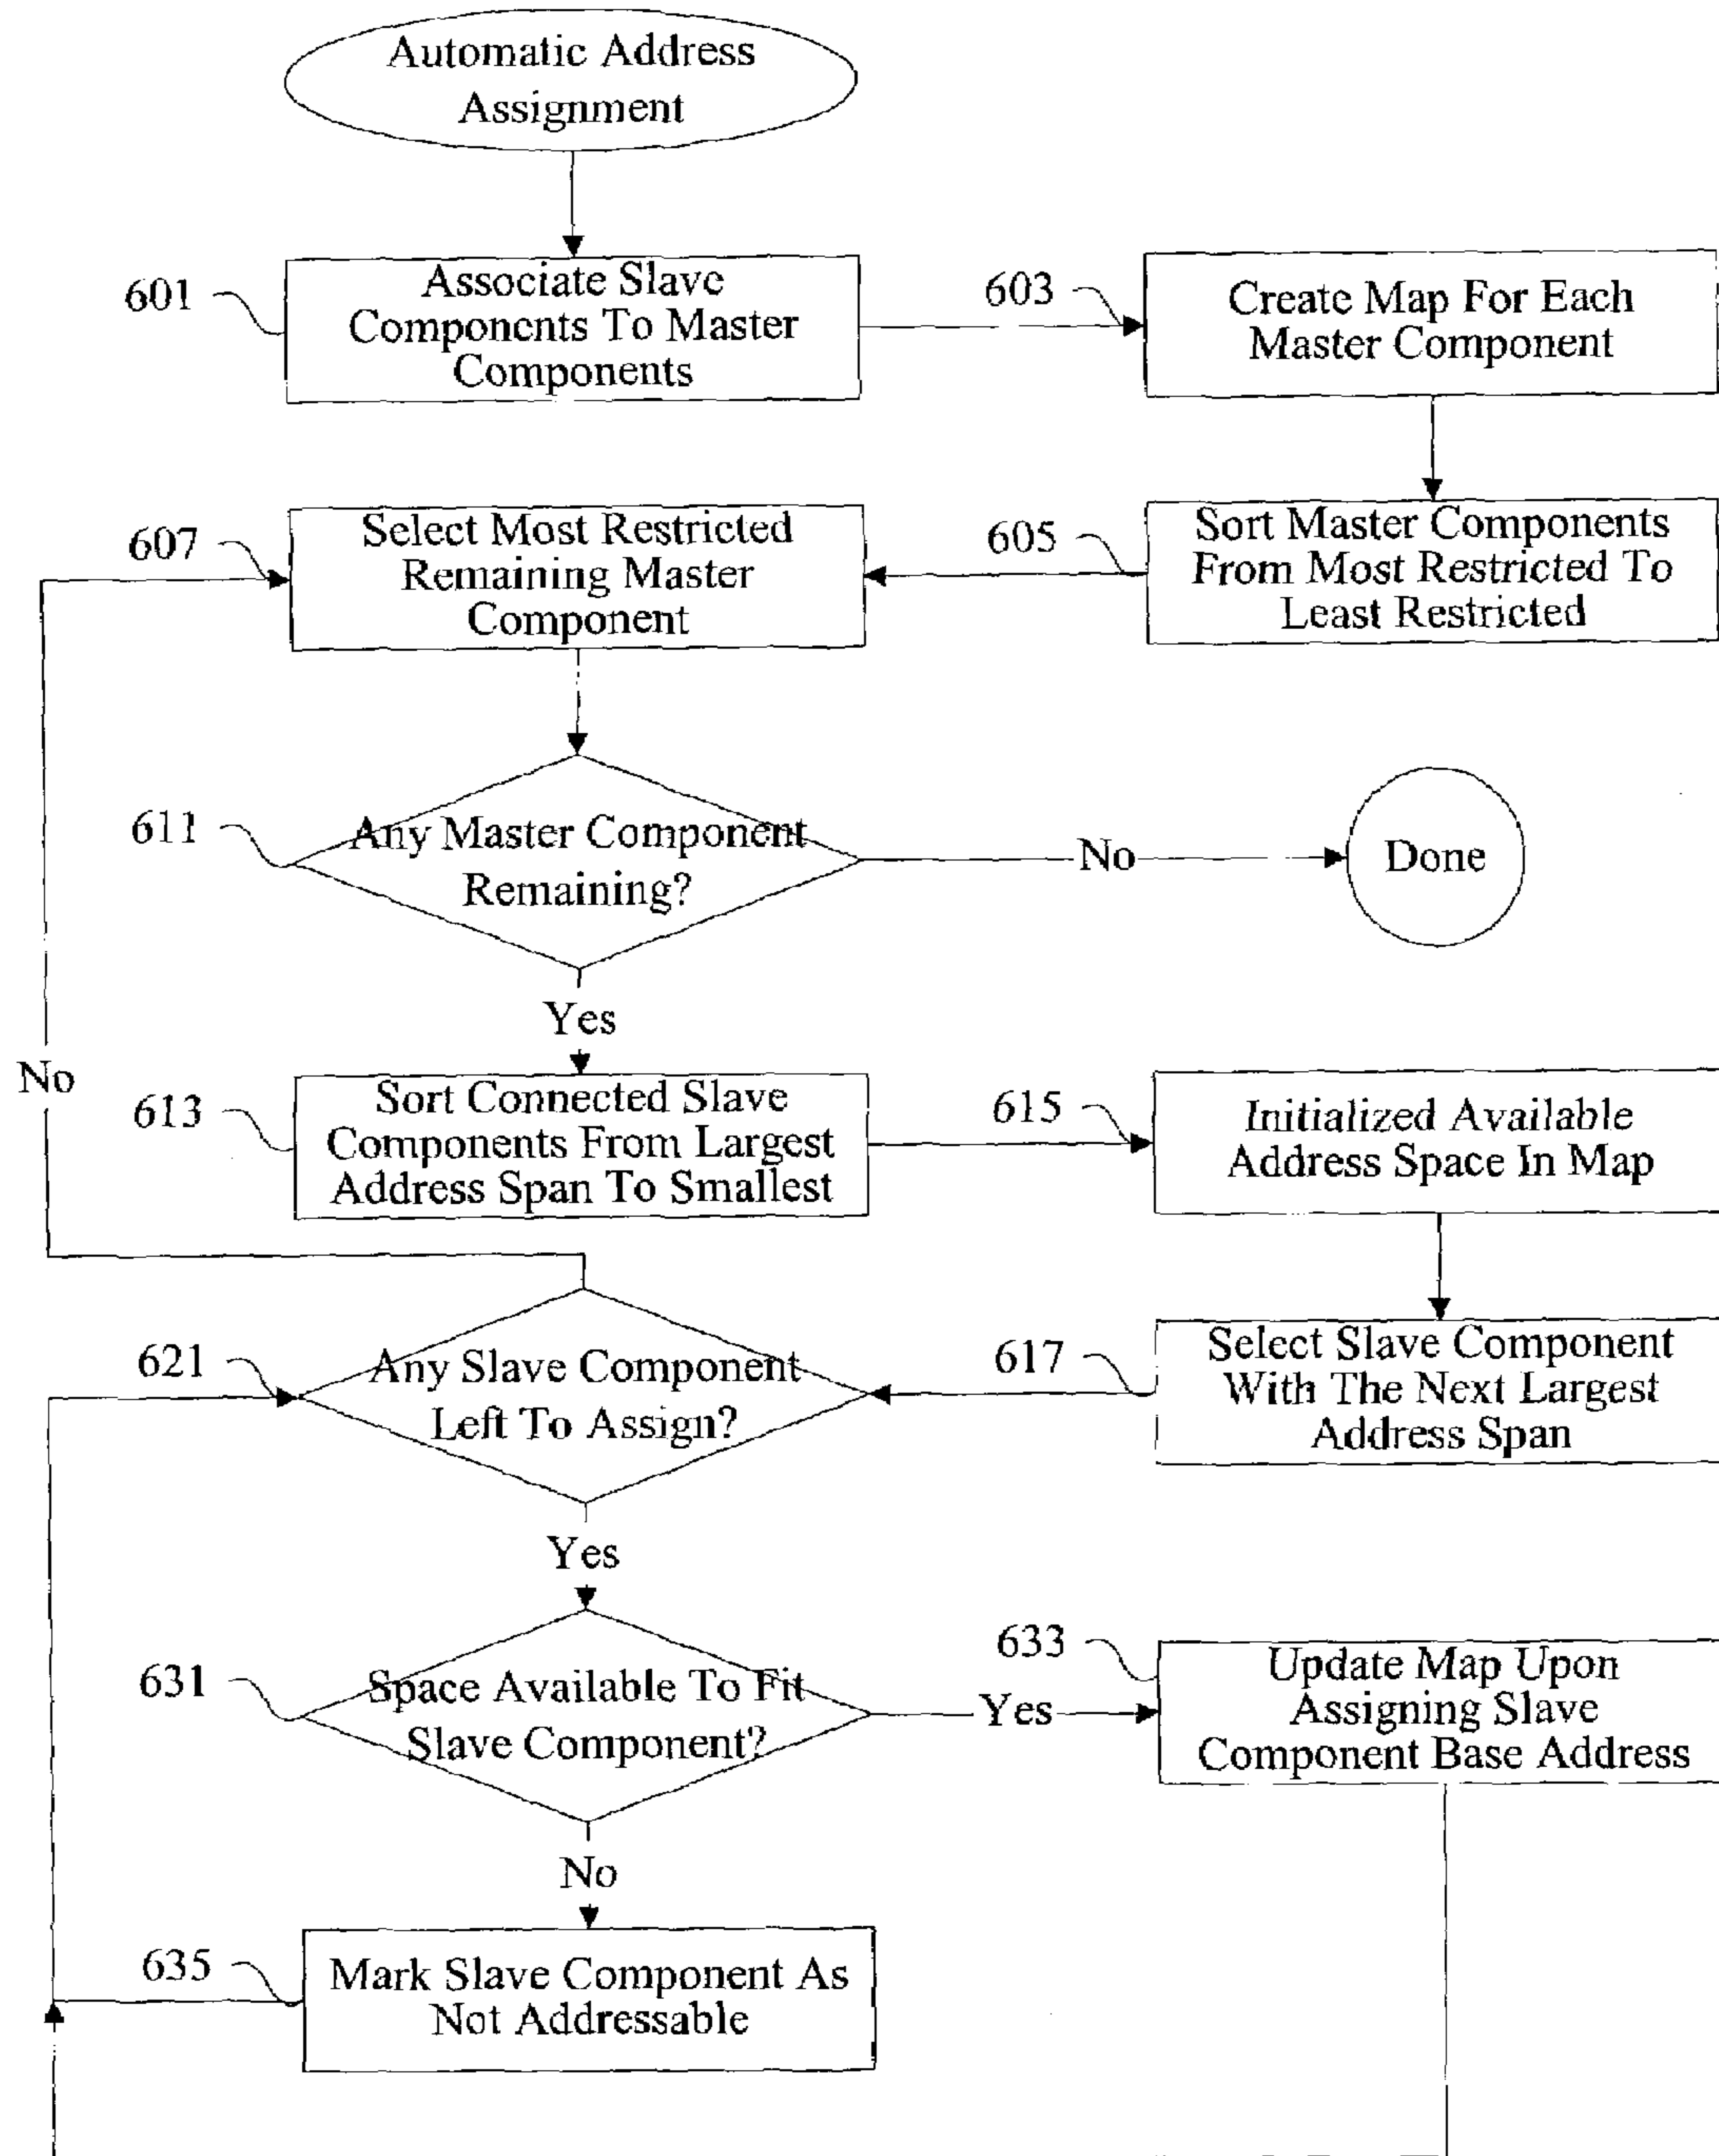 Automatic Address
Assignment
601
Associate Slave
Components To Master
Components
603
Create Map For Each
Master Component
607
Select Most Restricted
Remaining Master
Component
605
Sort Master Components
From Most Restricted To
Least Restricted
611
Any Master Component
Remaining?
No
Done
Yes
No
613
Sort Connected Slave
Components From Largest
Address Span To Smallest
615
Initialized Available
Address Space In Map
621
Any Slave Component
Left To Assign?
617
Select Slave Component
With The Next Largest
Address Span
Yes
631
Space Available To Fit
Slave Component?
Yes
633
Update Map Upon
Assigning Slave
Component Base Address
No
635
Mark Slave Component As
Not Addressable